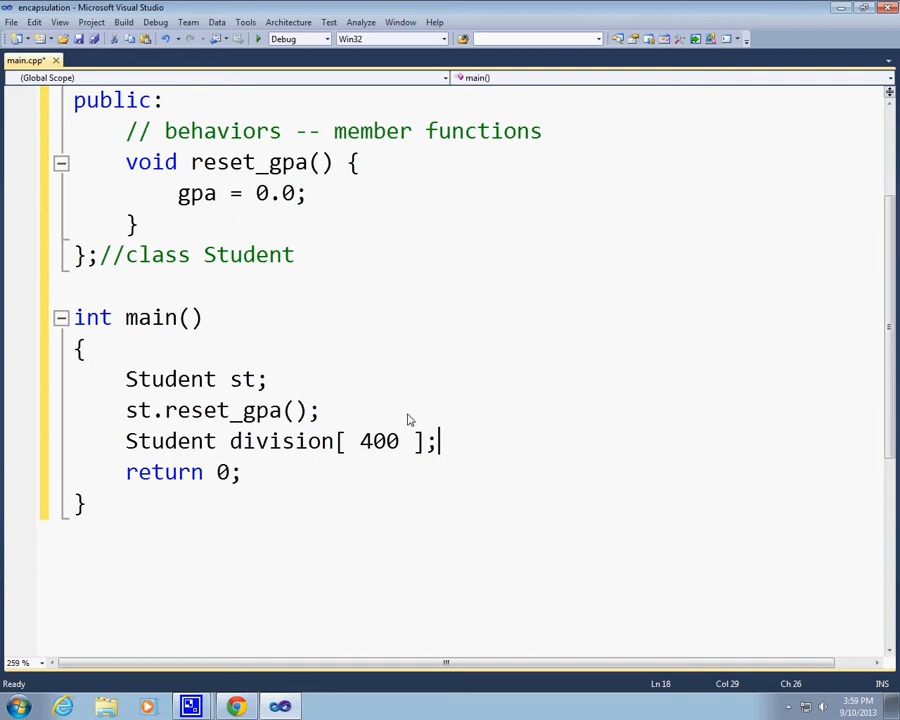 encapsulation - Microsoft Visual Studio
File Edit View Project Build Debug Team Data Tools Architecture Test Analyze Window Help
Debug Win32
main.cpp*
(Global Scope) main()
public:
// behaviors -- member functions
void reset_gpa() {
gpa = 0.0;
}
};//class Student
int main()
{
Student st;
st.reset_gpa();
Student division[ 400 ];
return 0;
}
259 %
Ready Ln 18 Col 29 Ch 26 INS
3:59 PM
9/10/2013